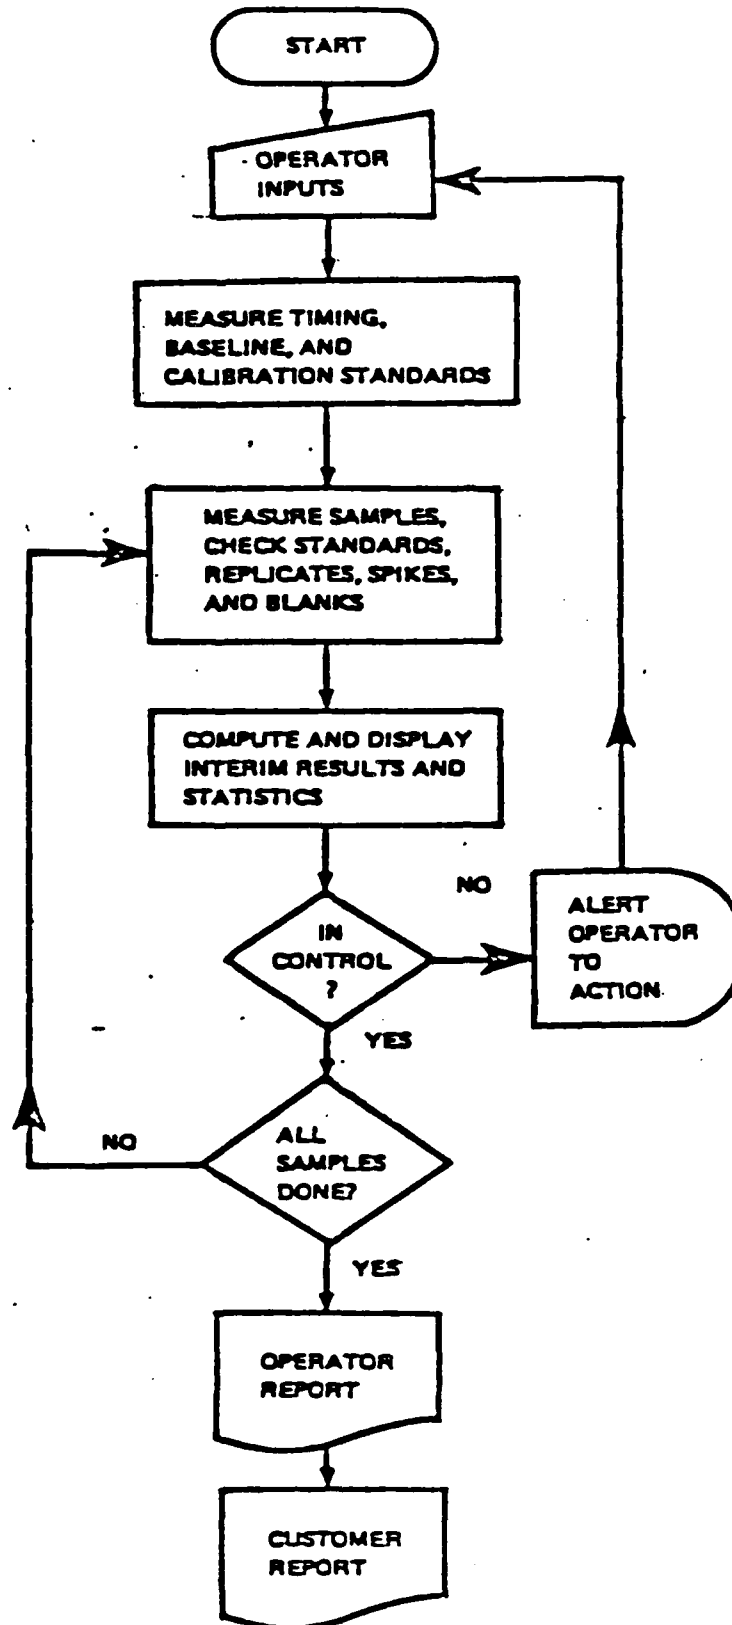 START
OPERATOR
INPUTS
MEASURE TIMING,
BASELINE, AND
CALIBRATION STANDARDS
MEASURE SAMPLES,
CHECK STANDARDS,
REPLICATES, SPIKES,
AND BLANKS
COMPUTE AND DISPLAY
INTERIM RESULTS AND
STATISTICS
NO
IN
CONTROL
?
ALERT
OPERATOR
TO
ACTION
YES
NO
ALL
SAMPLES
DONE?
YES
OPERATOR
REPORT
CUSTOMER
REPORT